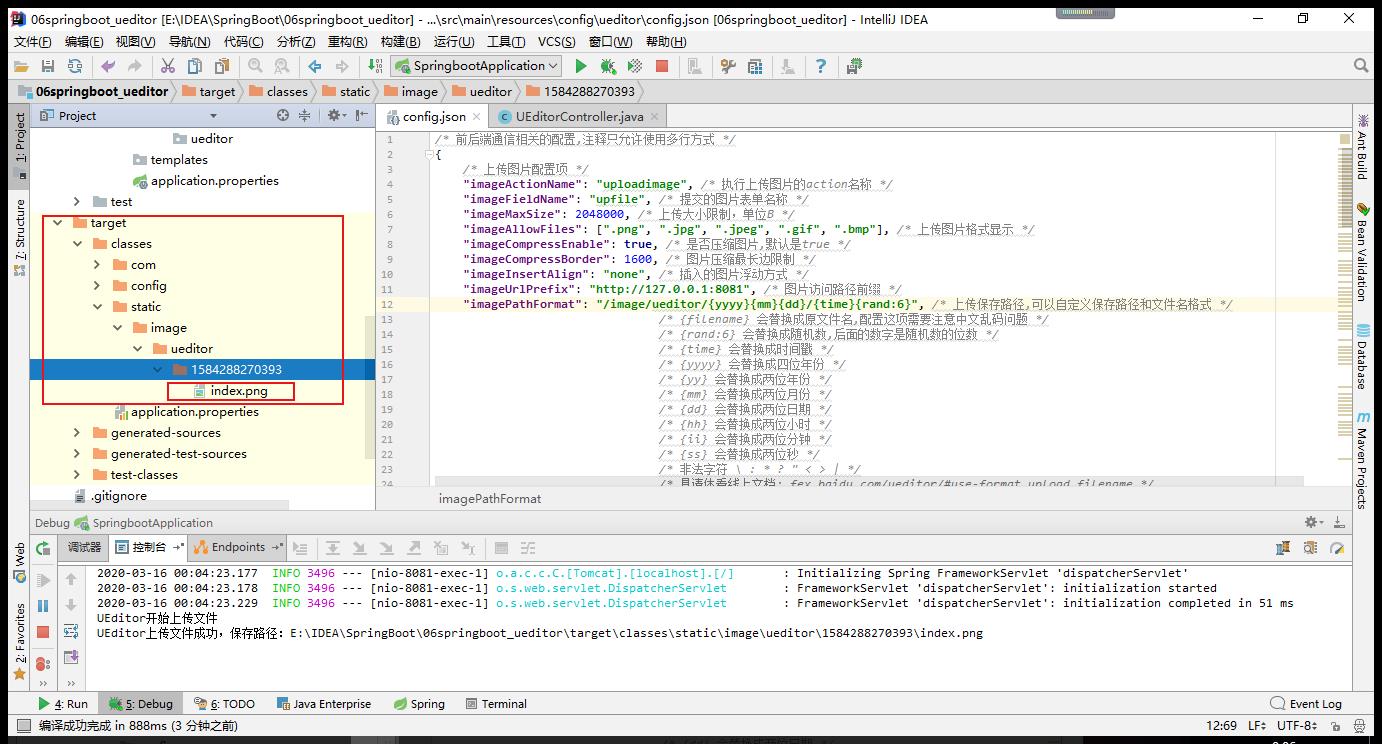 06springboot_ueditor [E:\IDEA\SpringBoot\06springboot_ueditor] - ...\src\main\resources\config\ueditor\config.json [06springboot_ueditor] - IntelliJ IDEA
文件(F) 编辑(E) 视图(V) 导航(N) 代码(C) 分析(Z) 重构(R) 构建(B) 运行(U) 工具(T) VCS(S) 窗口(W) 帮助(H)
SpringbootApplication
06springboot_ueditor target classes static image ueditor 1584288270393
Project
config.json
UEditorController.java
1: Project
7: Structure
Web
2: Favorites
ueditor
templates
application.properties
test
target
classes
com
config
static
image
ueditor
1584288270393
index.png
application.properties
generated-sources
generated-test-sources
test-classes
.gitignore
1 /* 前后端通信相关的配置,注释只允许使用多行方式 */
2 {
3 /* 上传图片配置项 */
4 "imageActionName": "uploadimage", /* 执行上传图片的action名称 */
5 "imageFieldName": "upfile", /* 提交的图片表单名称 */
6 "imageMaxSize": 2048000, /* 上传大小限制，单位B */
7 "imageAllowFiles": [".png", ".jpg", ".jpeg", ".gif", ".bmp"], /* 上传图片格式显示 */
8 "imageCompressEnable": true, /* 是否压缩图片,默认是true */
9 "imageCompressBorder": 1600, /* 图片压缩最长边限制 */
10 "imageInsertAlign": "none", /* 插入的图片浮动方式 */
11 "imageUrlPrefix": "http://127.0.0.1:8081", /* 图片访问路径前缀 */
12 "imagePathFormat": "/image/ueditor/{yyyy}{mm}{dd}/{time}{rand:6}", /* 上传保存路径,可以自定义保存路径和文件名格式 */
13 /* {filename} 会替换成原文件名,配置这项需要注意中文乱码问题 */
14 /* {rand:6} 会替换成随机数,后面的数字是随机数的位数 */
15 /* {time} 会替换成时间戳 */
16 /* {yyyy} 会替换成四位年份 */
17 /* {yy} 会替换成两位年份 */
18 /* {mm} 会替换成两位月份 */
19 /* {dd} 会替换成两位日期 */
20 /* {hh} 会替换成两位小时 */
21 /* {ii} 会替换成两位分钟 */
22 /* {ss} 会替换成两位秒 */
23 /* 非法字符 \ : * ? " < > | */
24 /* 具请体看线上文档: fex.baidu.com/ueditor/#use-format_upload_filename */
imagePathFormat
Ant Build
Bean Validation
Database
Maven Projects
Debug SpringbootApplication
调试器 控制台 Endpoints
2020-03-16 00:04:23.177 INFO 3496 --- [nio-8081-exec-1] o.a.c.c.C.[Tomcat].[localhost].[/] : Initializing Spring FrameworkServlet 'dispatcherServlet'
2020-03-16 00:04:23.178 INFO 3496 --- [nio-8081-exec-1] o.s.web.servlet.DispatcherServlet : FrameworkServlet 'dispatcherServlet': initialization started
2020-03-16 00:04:23.229 INFO 3496 --- [nio-8081-exec-1] o.s.web.servlet.DispatcherServlet : FrameworkServlet 'dispatcherServlet': initialization completed in 51 ms
UEditor开始上传文件
UEditor上传文件成功，保存路径：E:\IDEA\SpringBoot\06springboot_ueditor\target\classes\static\image\ueditor\1584288270393\index.png
4: Run 5: Debug 6: TODO Java Enterprise Spring Terminal Event Log
编译成功完成 in 888ms (3 分钟之前) 12:69 LF UTF-8